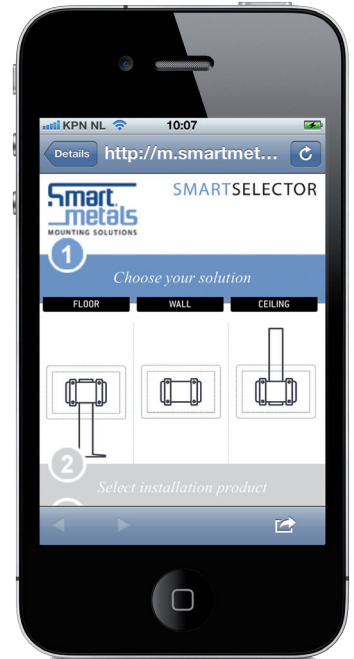 KPN NL 10:07
Details http://m.smartmet...
Smart
metals
MOUNTING SOLUTIONS
SMARTSELECTOR
1
Choose your solution
FLOOR WALL CEILING
2
Select installation product